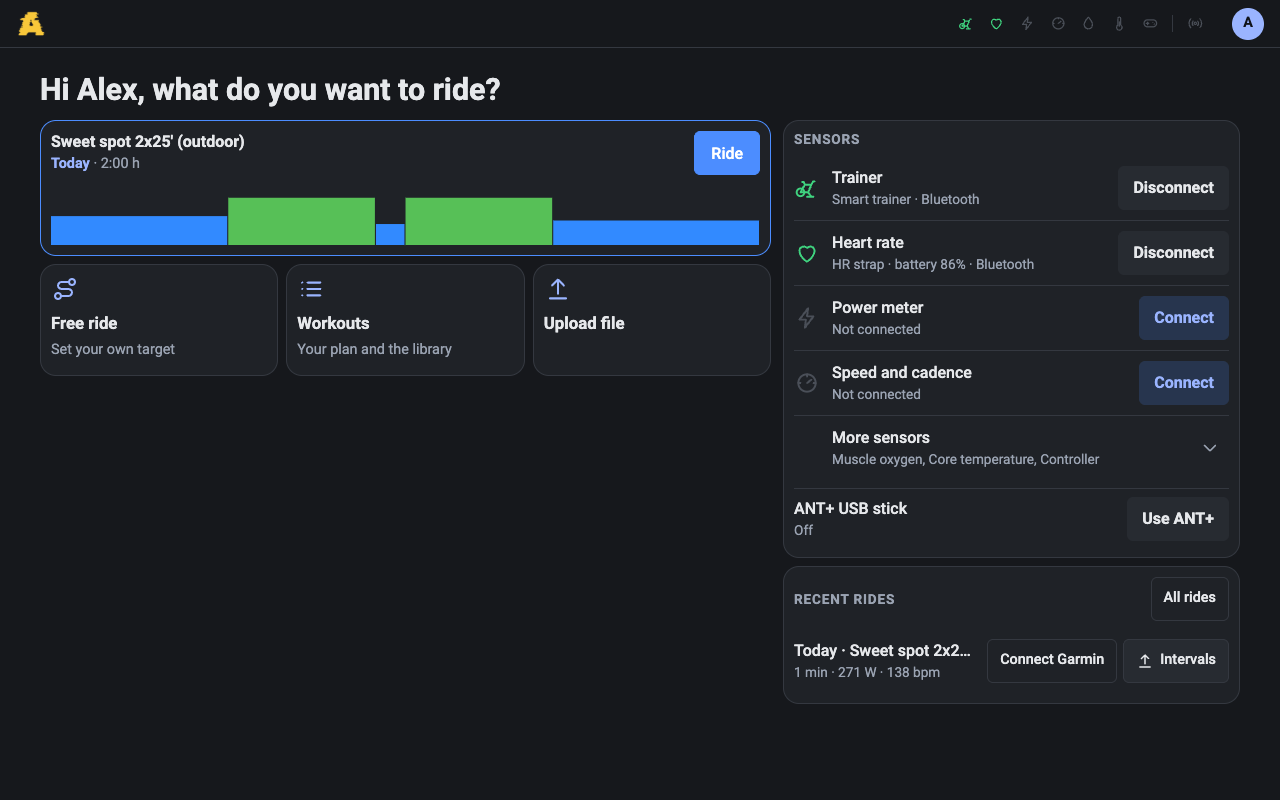 A
A
Hi Alex, what do you want to ride?
Sweet spot 2x25' (outdoor)
Today · 2:00 h
Ride
Free ride
Set your own target
Workouts
Your plan and the library
Upload file
SENSORS
Trainer
Smart trainer · Bluetooth
Disconnect
Heart rate
HR strap · battery 86% · Bluetooth
Disconnect
Power meter
Not connected
Connect
Speed and cadence
Not connected
Connect
More sensors
Muscle oxygen, Core temperature, Controller
ANT+ USB stick
Off
Use ANT+
RECENT RIDES
All rides
Today · Sweet spot 2x2…
1 min · 271 W · 138 bpm
Connect Garmin
Intervals